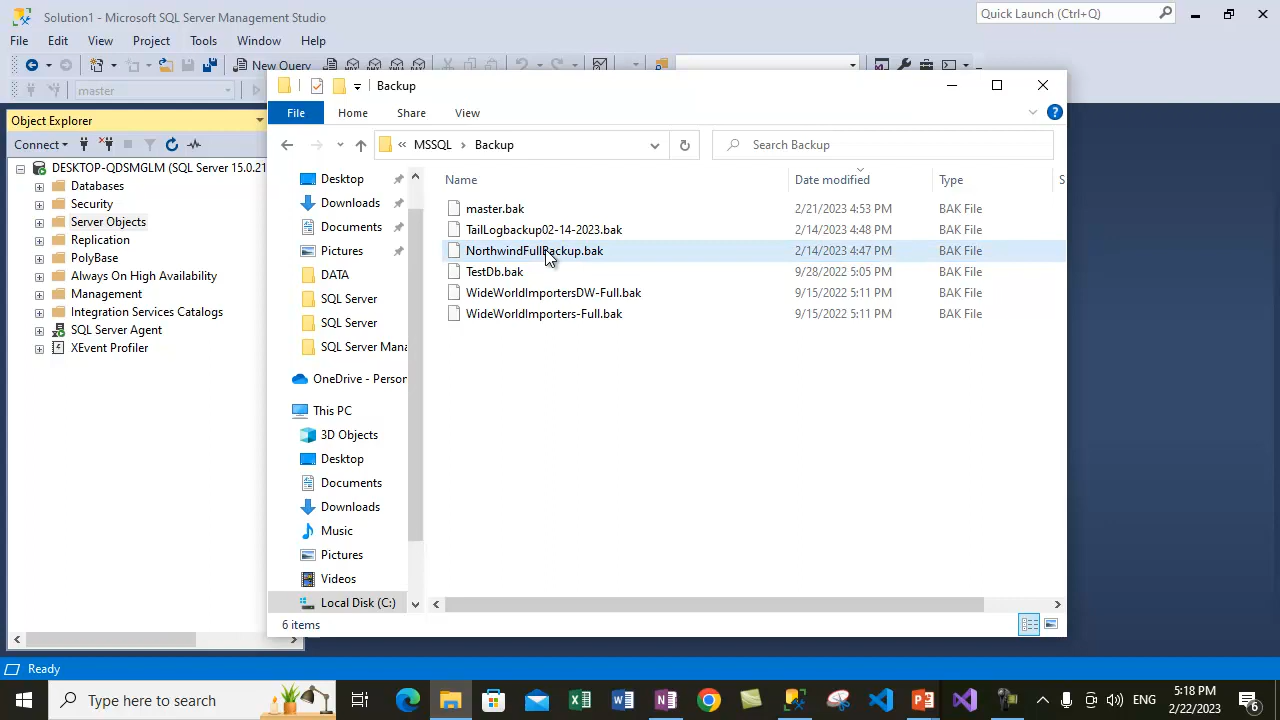 Solution1 - Microsoft SQL Server Management Studio
Quick Launch (Ctrl+Q)
File Edit View Project Tools Window Help
New Query
master
Object Explorer
Connect
DESKTOP-QDSMGLM (SQL Server 15.0.21
Databases
Security
Server Objects
Replication
PolyBase
Always On High Availability
Management
Integration Services Catalogs
SQL Server Agent
XEvent Profiler
Backup
File Home Share View
MSSQL Backup
Search Backup
Desktop
Downloads
Documents
Pictures
DATA
SQL Server
SQL Server
SQL Server Mana
OneDrive - Person
This PC
3D Objects
Desktop
Documents
Downloads
Music
Pictures
Videos
Local Disk (C:)
Name Date modified Type S
master.bak 2/21/2023 4:53 PM BAK File
TailLogbackup02-14-2023.bak 2/14/2023 4:48 PM BAK File
NorthwindFullBackup.bak 2/14/2023 4:47 PM BAK File
TestDb.bak 9/28/2022 5:05 PM BAK File
WideWorldImportersDW-Full.bak 9/15/2022 5:11 PM BAK File
WideWorldImporters-Full.bak 9/15/2022 5:11 PM BAK File
6 items
Ready
Type here to search
ENG
5:18 PM
2/22/2023
6